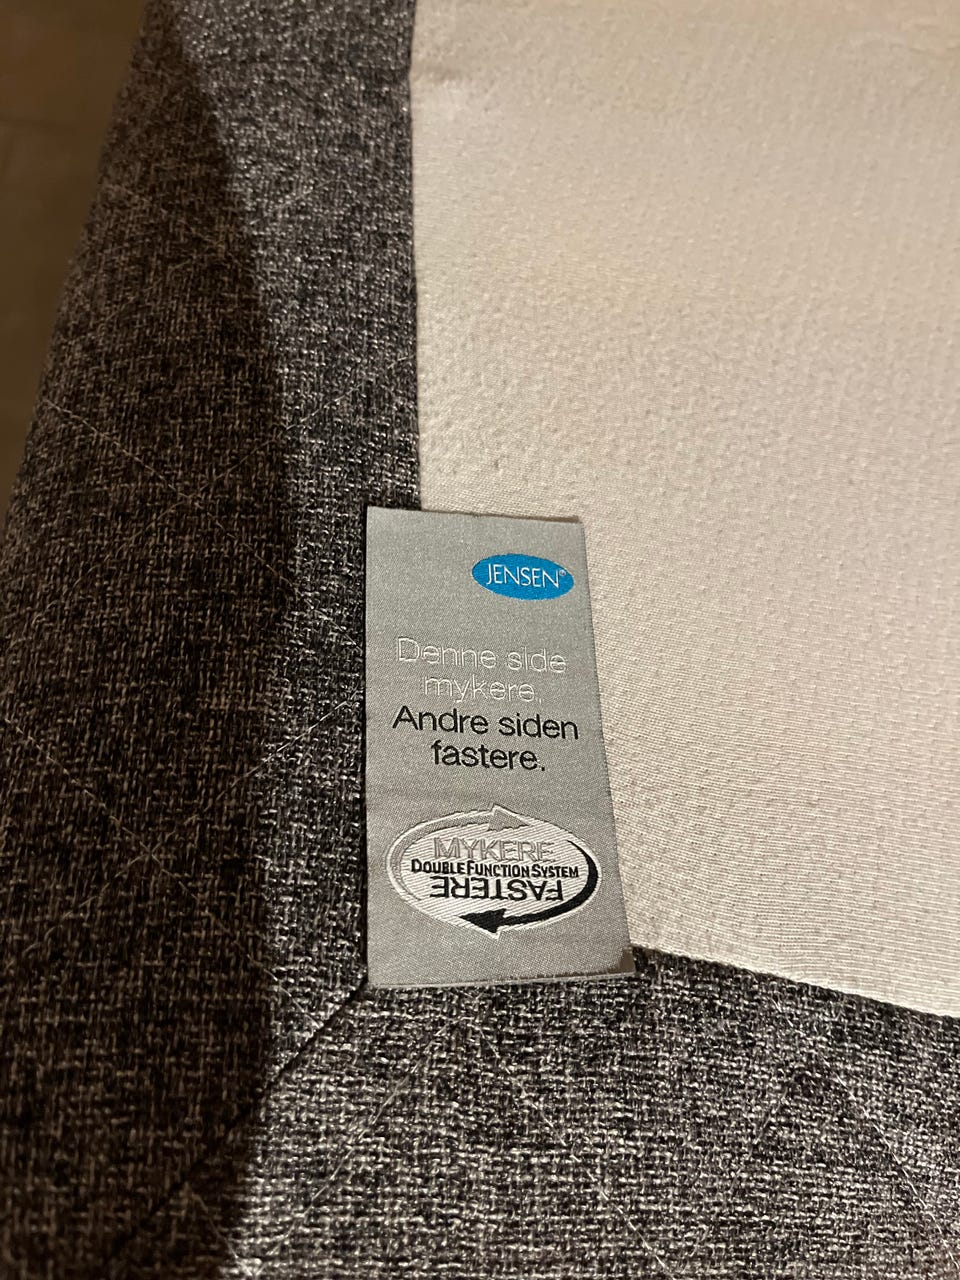 JENSEN®
Denne side
mykere.
Andre siden
fastere.
MYKERE
DOUBLE FUNCTION SYSTEM
FASTERE